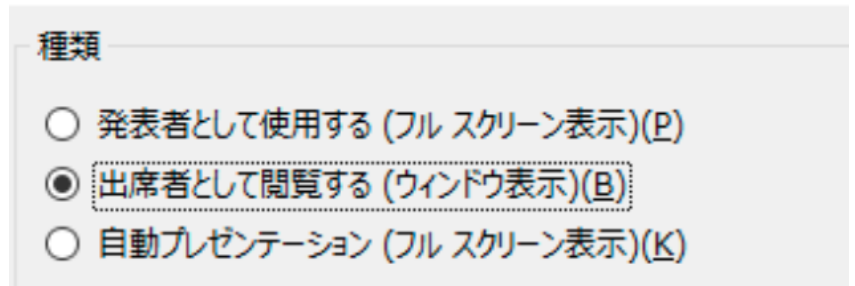 種類
発表者として使用する (フル スクリーン表示)(P)
出席者として閲覧する (ウィンドウ表示)(B)
自動プレゼンテーション (フル スクリーン表示)(K)